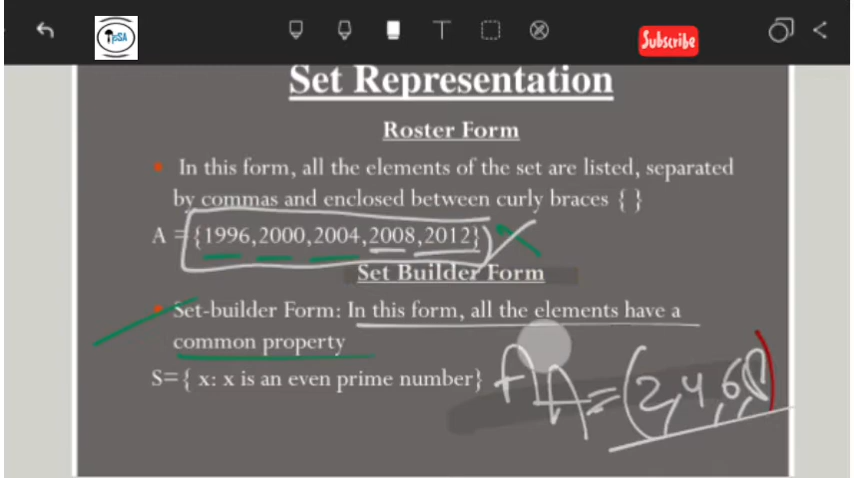 PSA
Subscribe
Set Representation
Roster Form
• In this form, all the elements of the set are listed, separated
by commas and enclosed between curly braces { }
A = {1996,2000,2004,2008,2012}
Set Builder Form
• Set-builder Form: In this form, all the elements have a
common property
S={ x: x is an even prime number}
A A = (2,4,6,8)